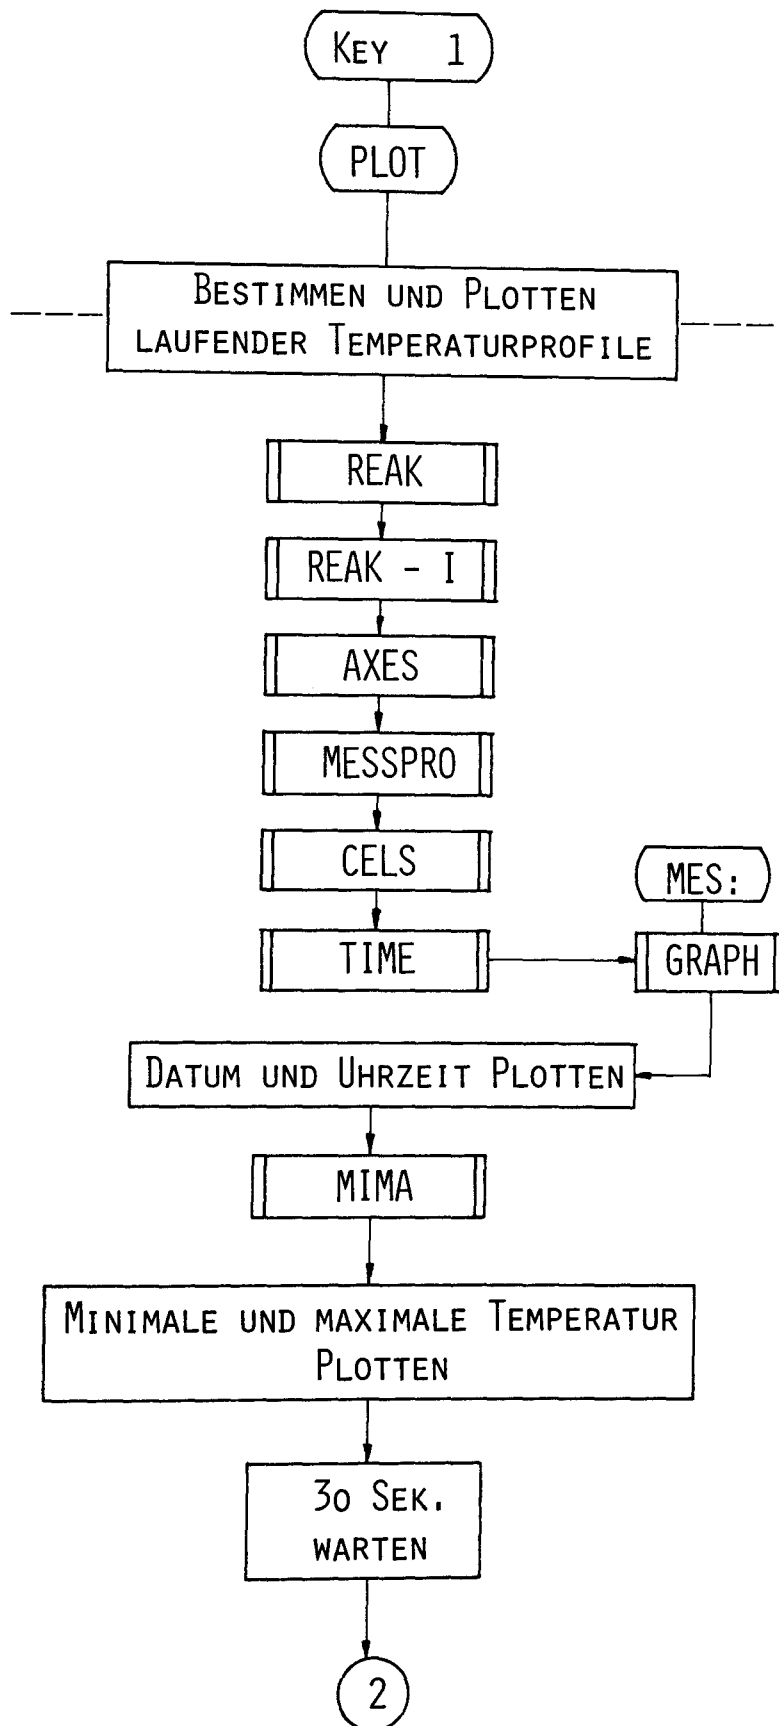 KEY 1
PLOT
BESTIMMEN UND PLOTTEN
LAUFENDER TEMPERATURPROFILE
REAK
REAK - I
AXES
MESSPRO
CELS
MES:
TIME
GRAPH
DATUM UND UHRZEIT PLOTTEN
MIMA
MINIMALE UND MAXIMALE TEMPERATUR
PLOTTEN
30 SEK.
WARTEN
2